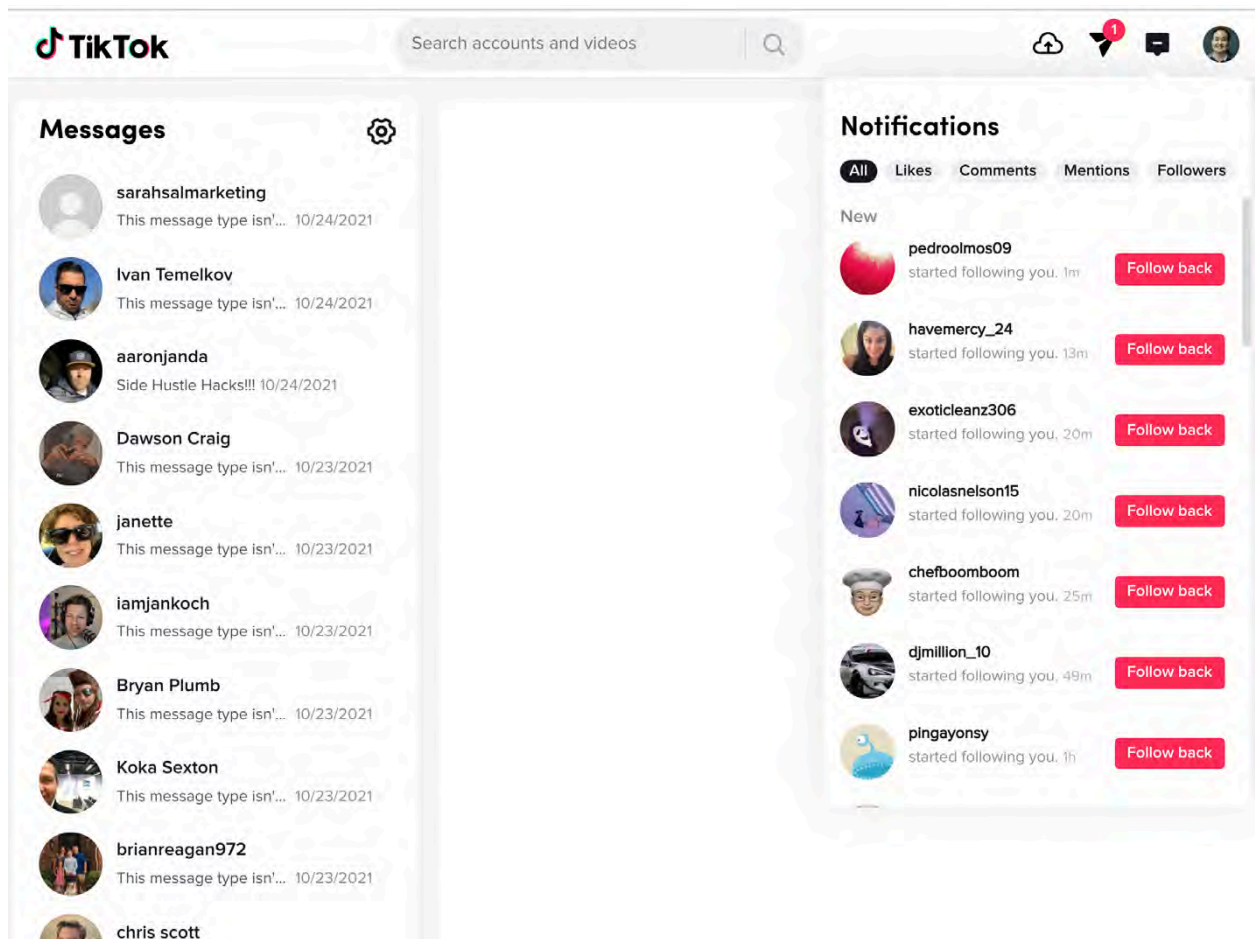 TikTok
Search accounts and videos
1
Messages
sarahsalmarketing
This message type isn'... 10/24/2021
Ivan Temelkov
This message type isn'... 10/24/2021
aaronjanda
Side Hustle Hacks!!! 10/24/2021
Dawson Craig
This message type isn'... 10/23/2021
janette
This message type isn'... 10/23/2021
iamjankoch
This message type isn'... 10/23/2021
Bryan Plumb
This message type isn'... 10/23/2021
Koka Sexton
This message type isn'... 10/23/2021
brianreagan972
This message type isn'... 10/23/2021
chris scott
Notifications
All Likes Comments Mentions Followers
New
pedroolmos09
started following you. 1m
Follow back
havemercy_24
started following you. 13m
Follow back
exoticleanz306
started following you. 20m
Follow back
nicolasnelson15
started following you. 20m
Follow back
chefboomboom
started following you. 25m
Follow back
djmillion_10
started following you. 49m
Follow back
pingayonsy
started following you. 1h
Follow back